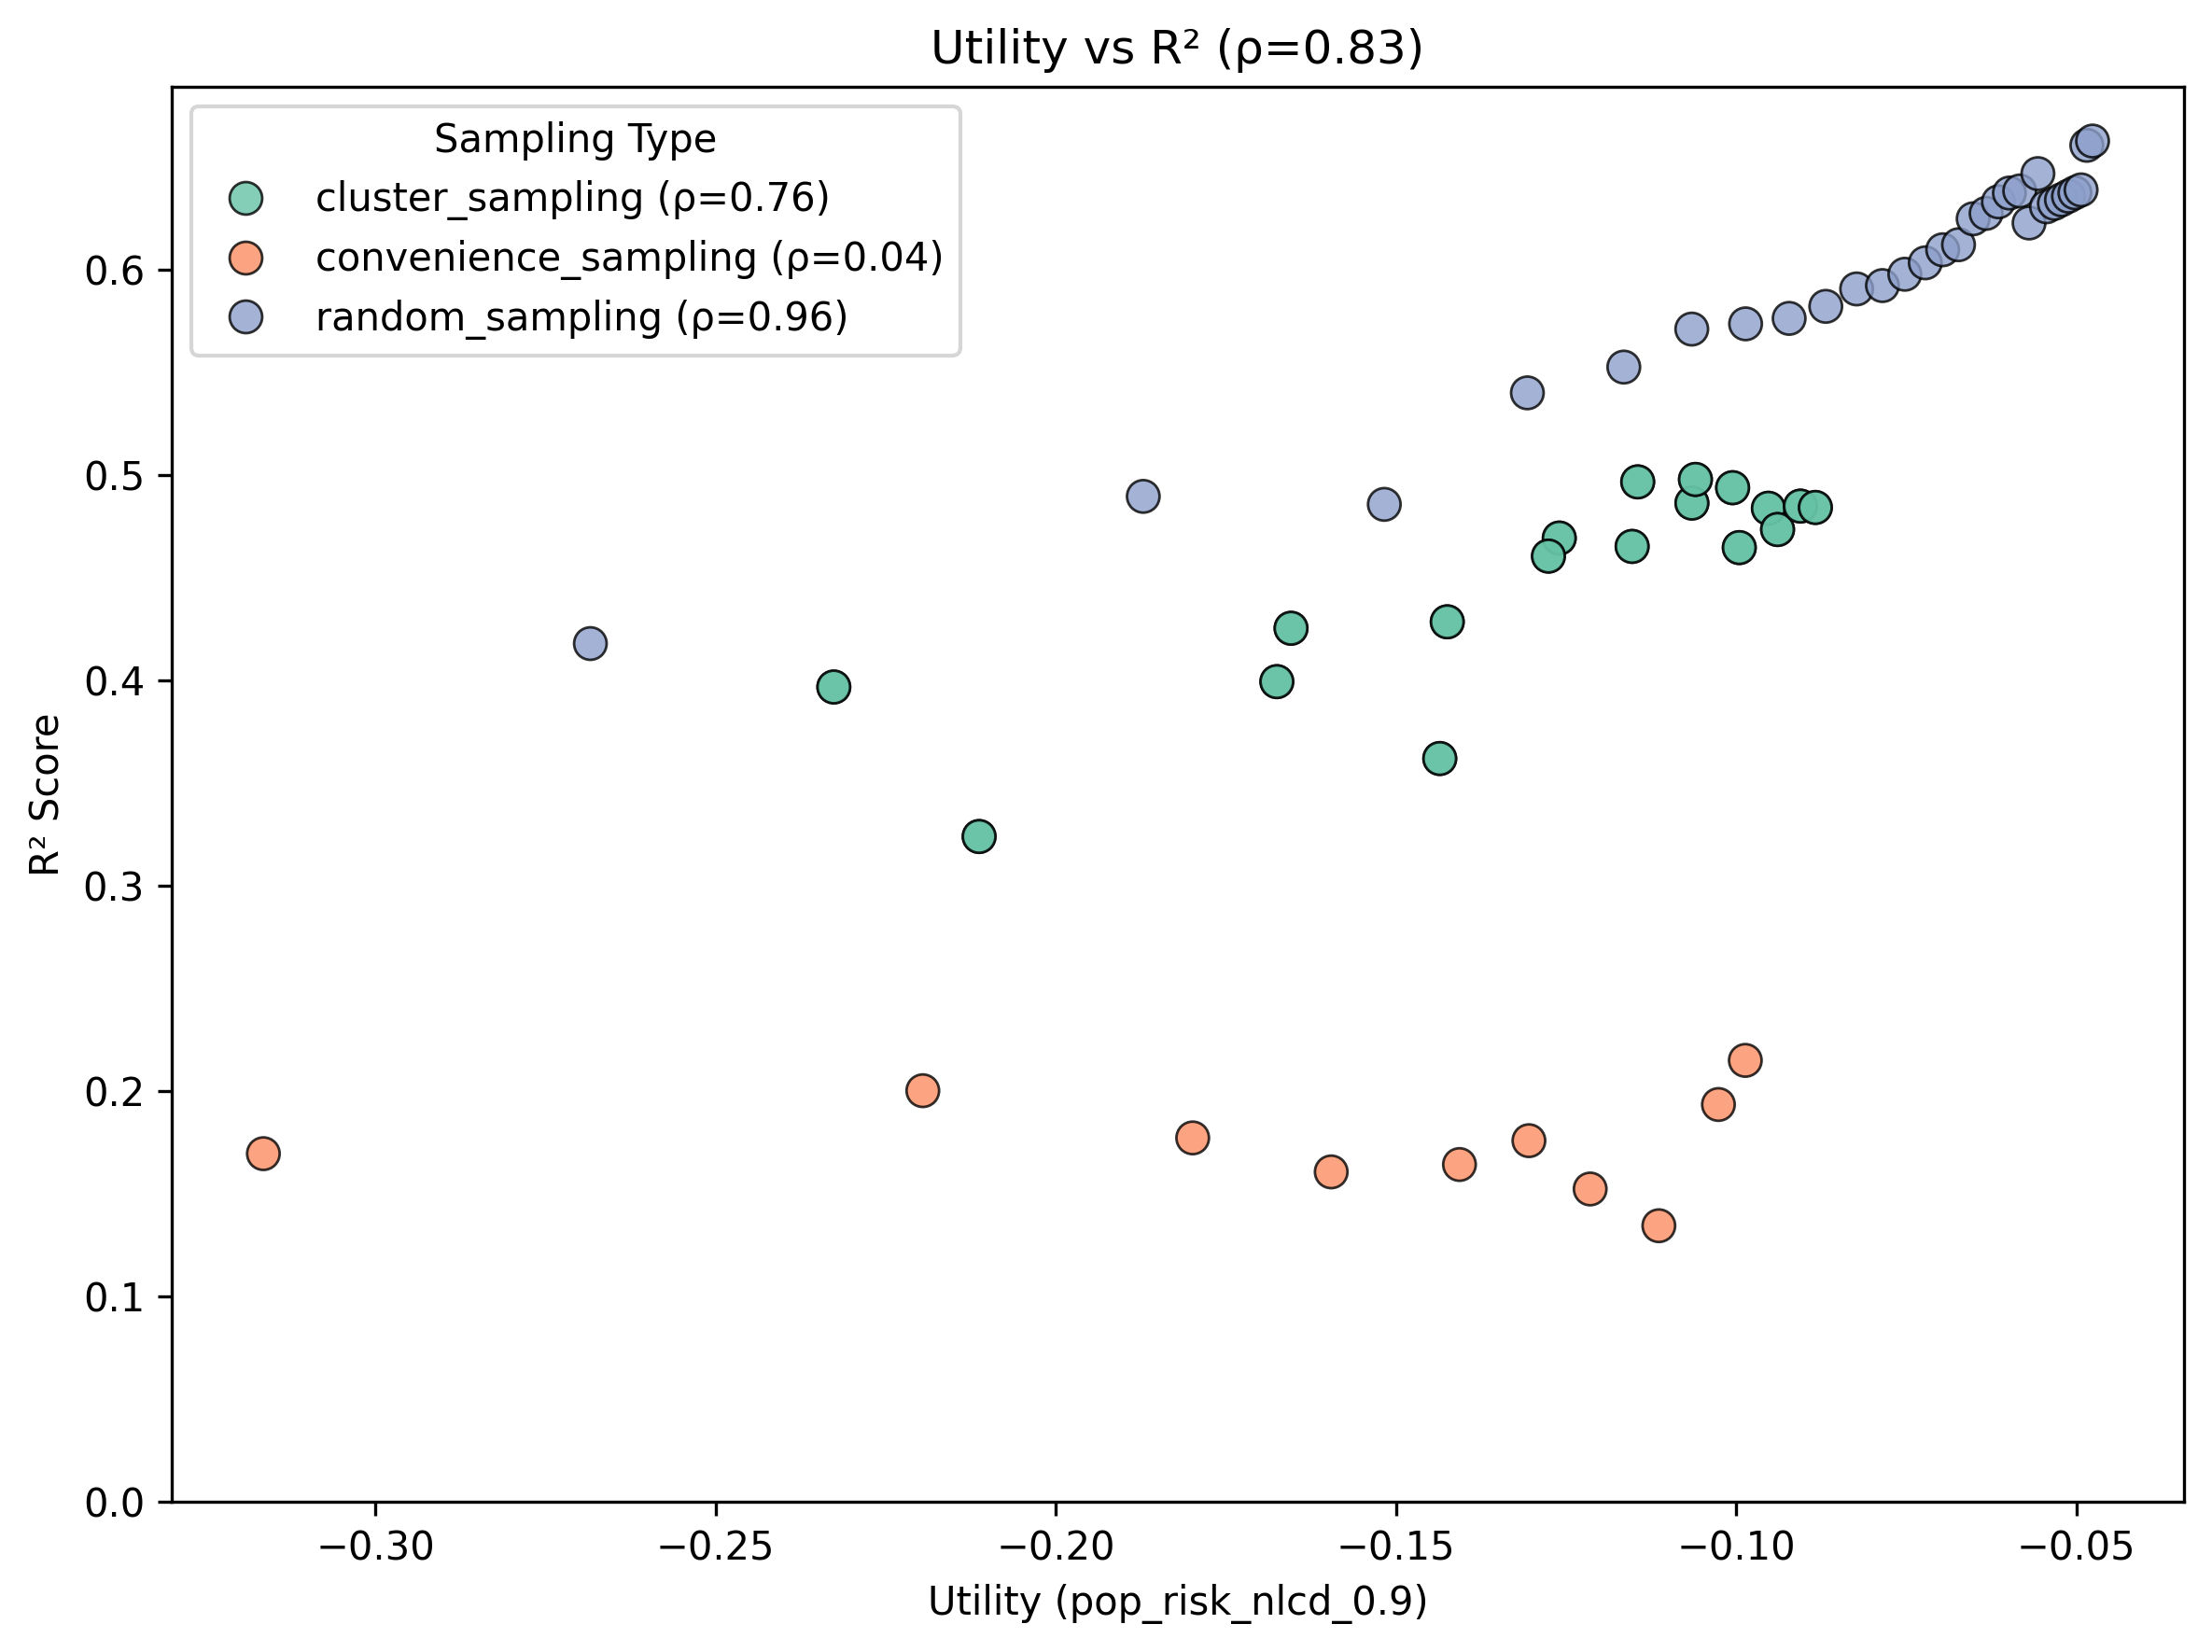 Utility vs R² (ρ=0.83)
Sampling Type
cluster_sampling (ρ=0.76)
convenience_sampling (ρ=0.04)
random_sampling (ρ=0.96)
R² Score
0.6
0.5
0.4
0.3
0.2
0.1
0.0
−0.30 −0.25 −0.20 −0.15 −0.10 −0.05
Utility (pop_risk_nlcd_0.9)